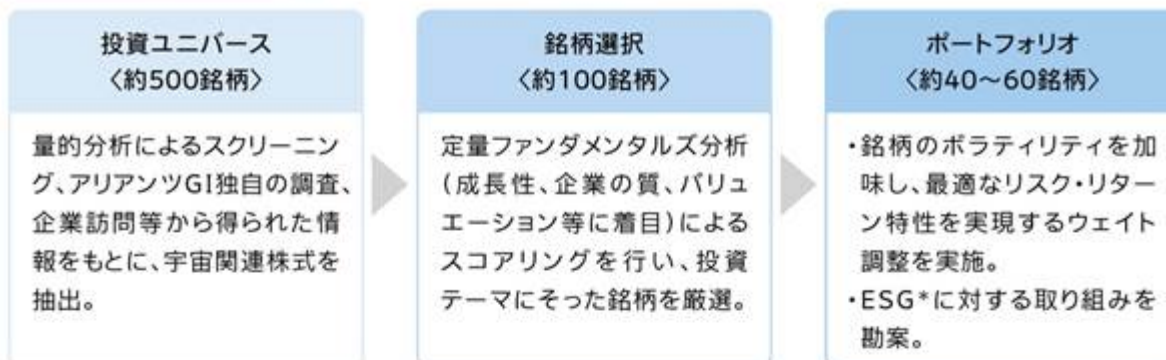 投資ユニバース
〈約500銘柄〉
量的分析によるスクリーニン
グ、アリアンツGI独自の調査、
企業訪問等から得られた情
報をもとに、宇宙関連株式を
抽出。
銘柄選択
〈約100銘柄〉
定量ファンダメンタルズ分析
(成長性、企業の質、バリュ
エーション等に着目)による
スコアリングを行い、投資
テーマにそった銘柄を厳選。
ポートフォリオ
〈約40～60銘柄〉
・銘柄のボラティリティを加
味し、最適なリスク・リター
ン特性を実現するウェイト
調整を実施。
・ESG*に対する取り組みを
勘案。